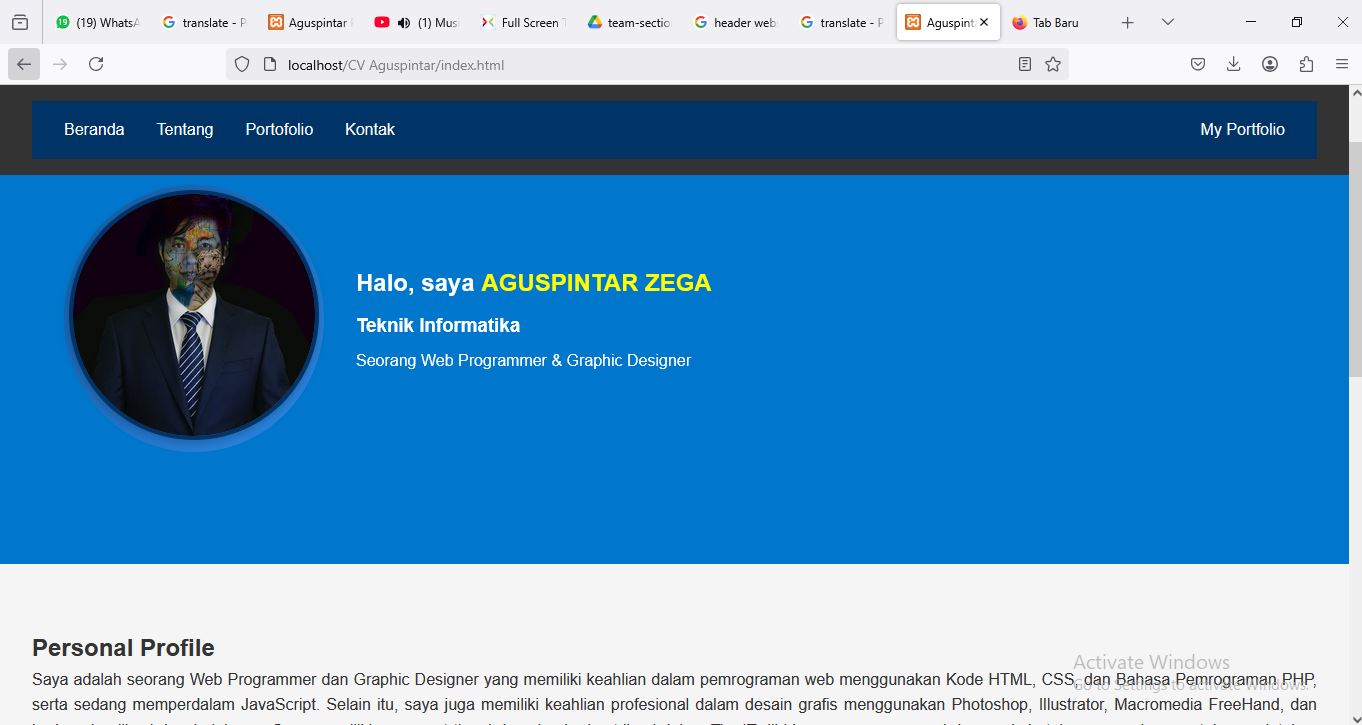 (19) WhatsA
translate - P
Aguspintar
(1) Mus
Full Screen T
team-sectio
header web
translate - P
Aguspint
Tab Baru
localhost/CV Aguspintar/index.html
Beranda Tentang Portofolio Kontak My Portfolio
Halo, saya AGUSPINTAR ZEGA
Teknik Informatika
Seorang Web Programmer & Graphic Designer
Personal Profile
Saya adalah seorang Web Programmer dan Graphic Designer yang memiliki keahlian dalam pemrograman web menggunakan Kode HTML, CSS, dan Bahasa Pemrograman PHP,
serta sedang memperdalam JavaScript. Selain itu, saya juga memiliki keahlian profesional dalam desain grafis menggunakan Photoshop, Illustrator, Macromedia FreeHand, dan
Activate Windows
Go to Settings to activate Windows.